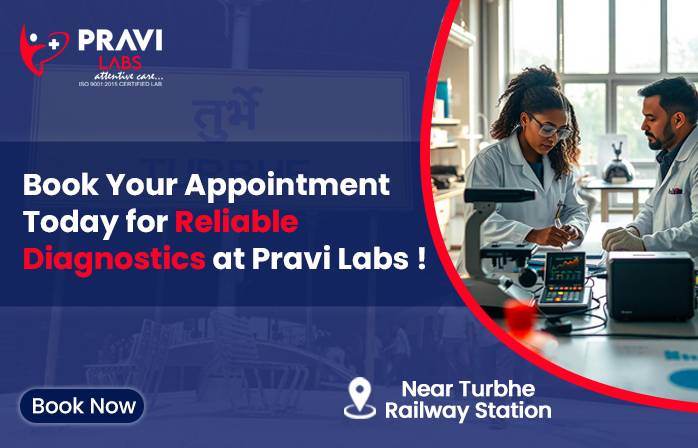 PRAVI
LABS
attentive care...
ISO 9001:2015 CERTIFIED LAB
तुर्भे
TURBHE
Book Your Appointment
Today for Reliable
Diagnostics at Pravi Labs !
Book Now
Near Turbhe
Railway Station